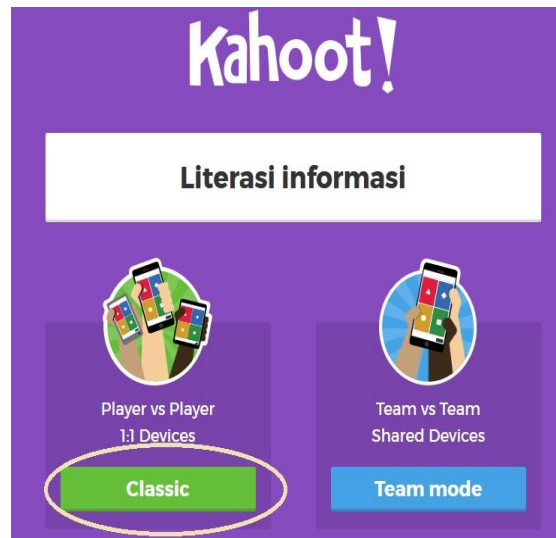 Kahoot!
Literasi informasi
Player vs Player
1:1 Devices
Classic
Team vs Team
Shared Devices
Team mode